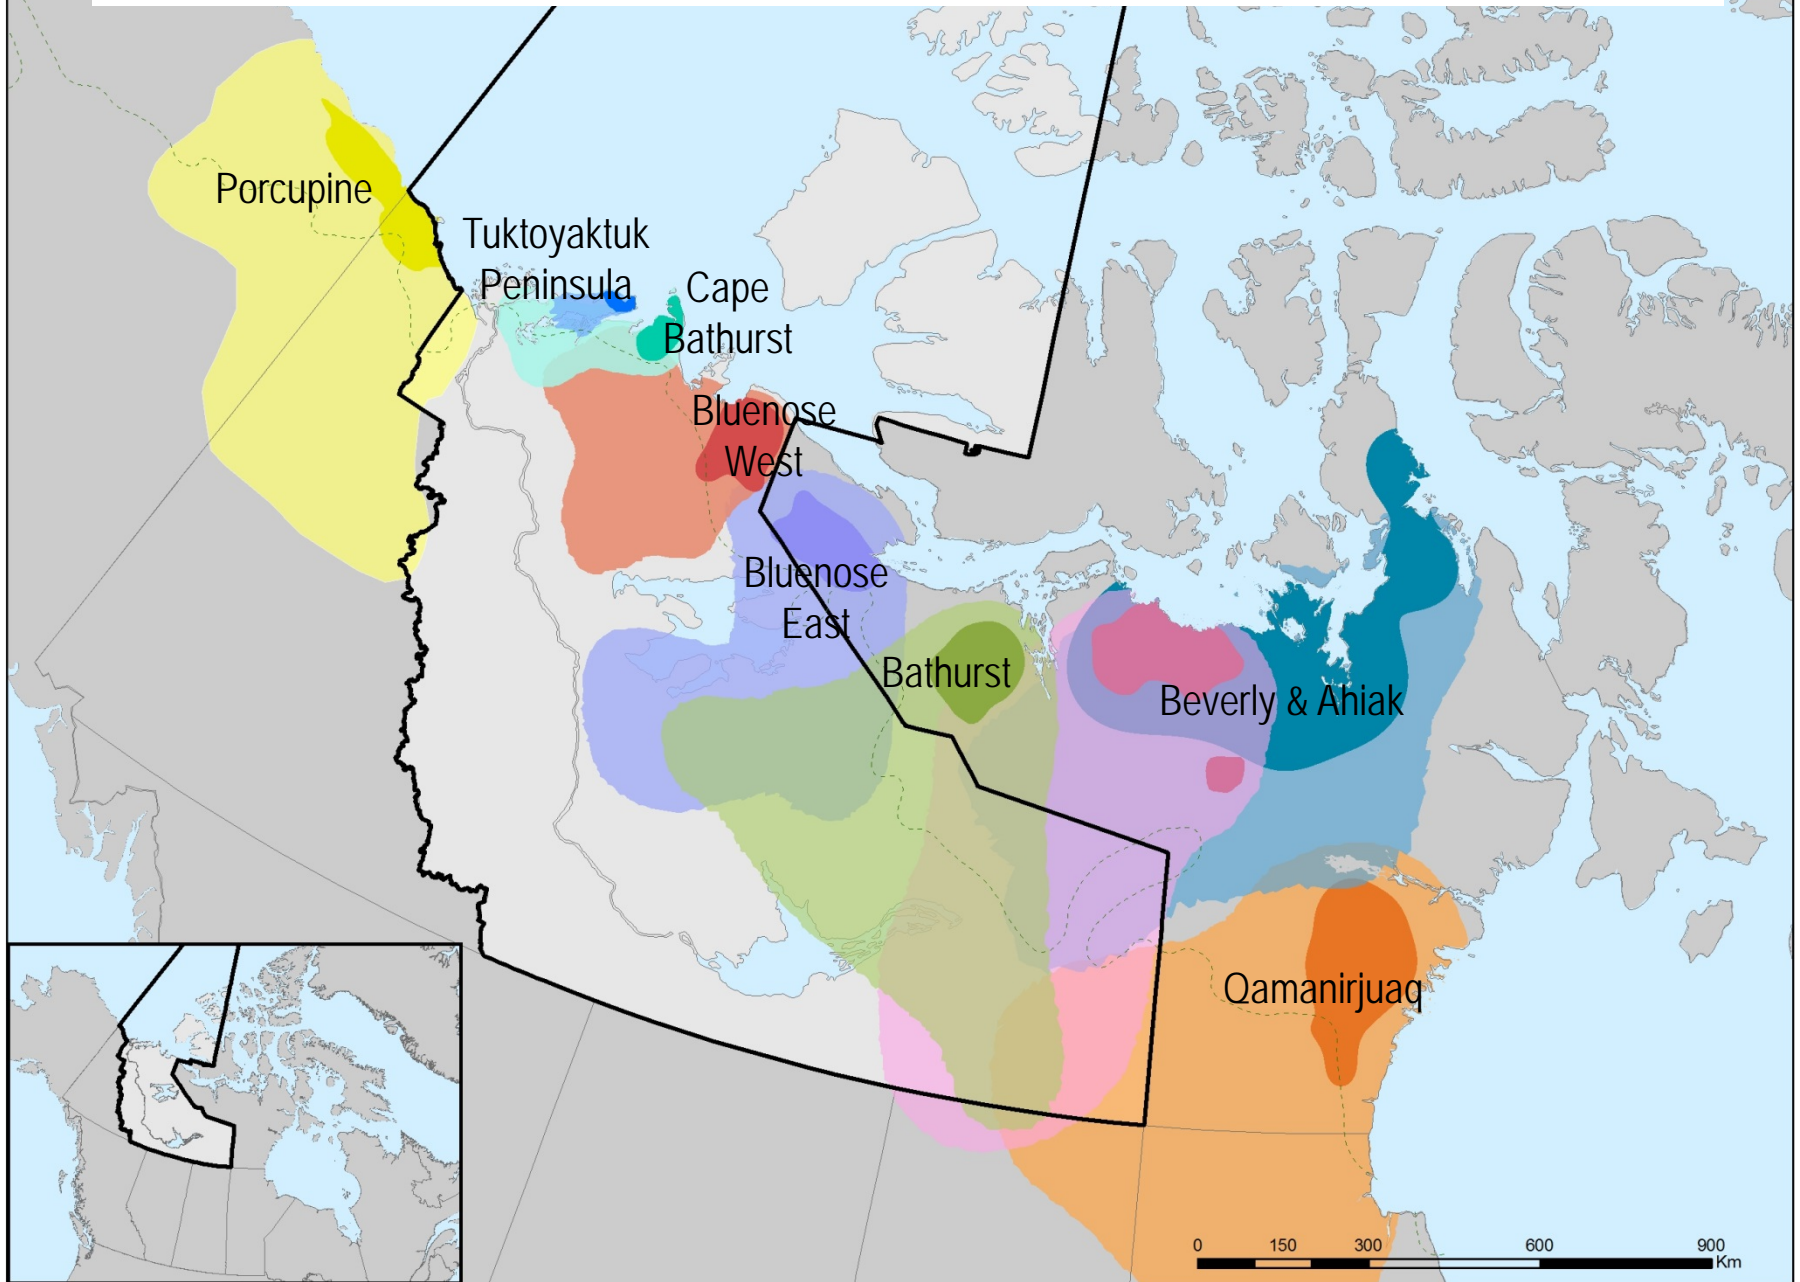 Porcupine
Tuktoyaktuk
Peninsula
Cape
Bathurst
Bluenose
West
Bluenose
East
Bathurst
Beverly & Ahiak
Qamanirjuaq
0 150 300 600 900
Km